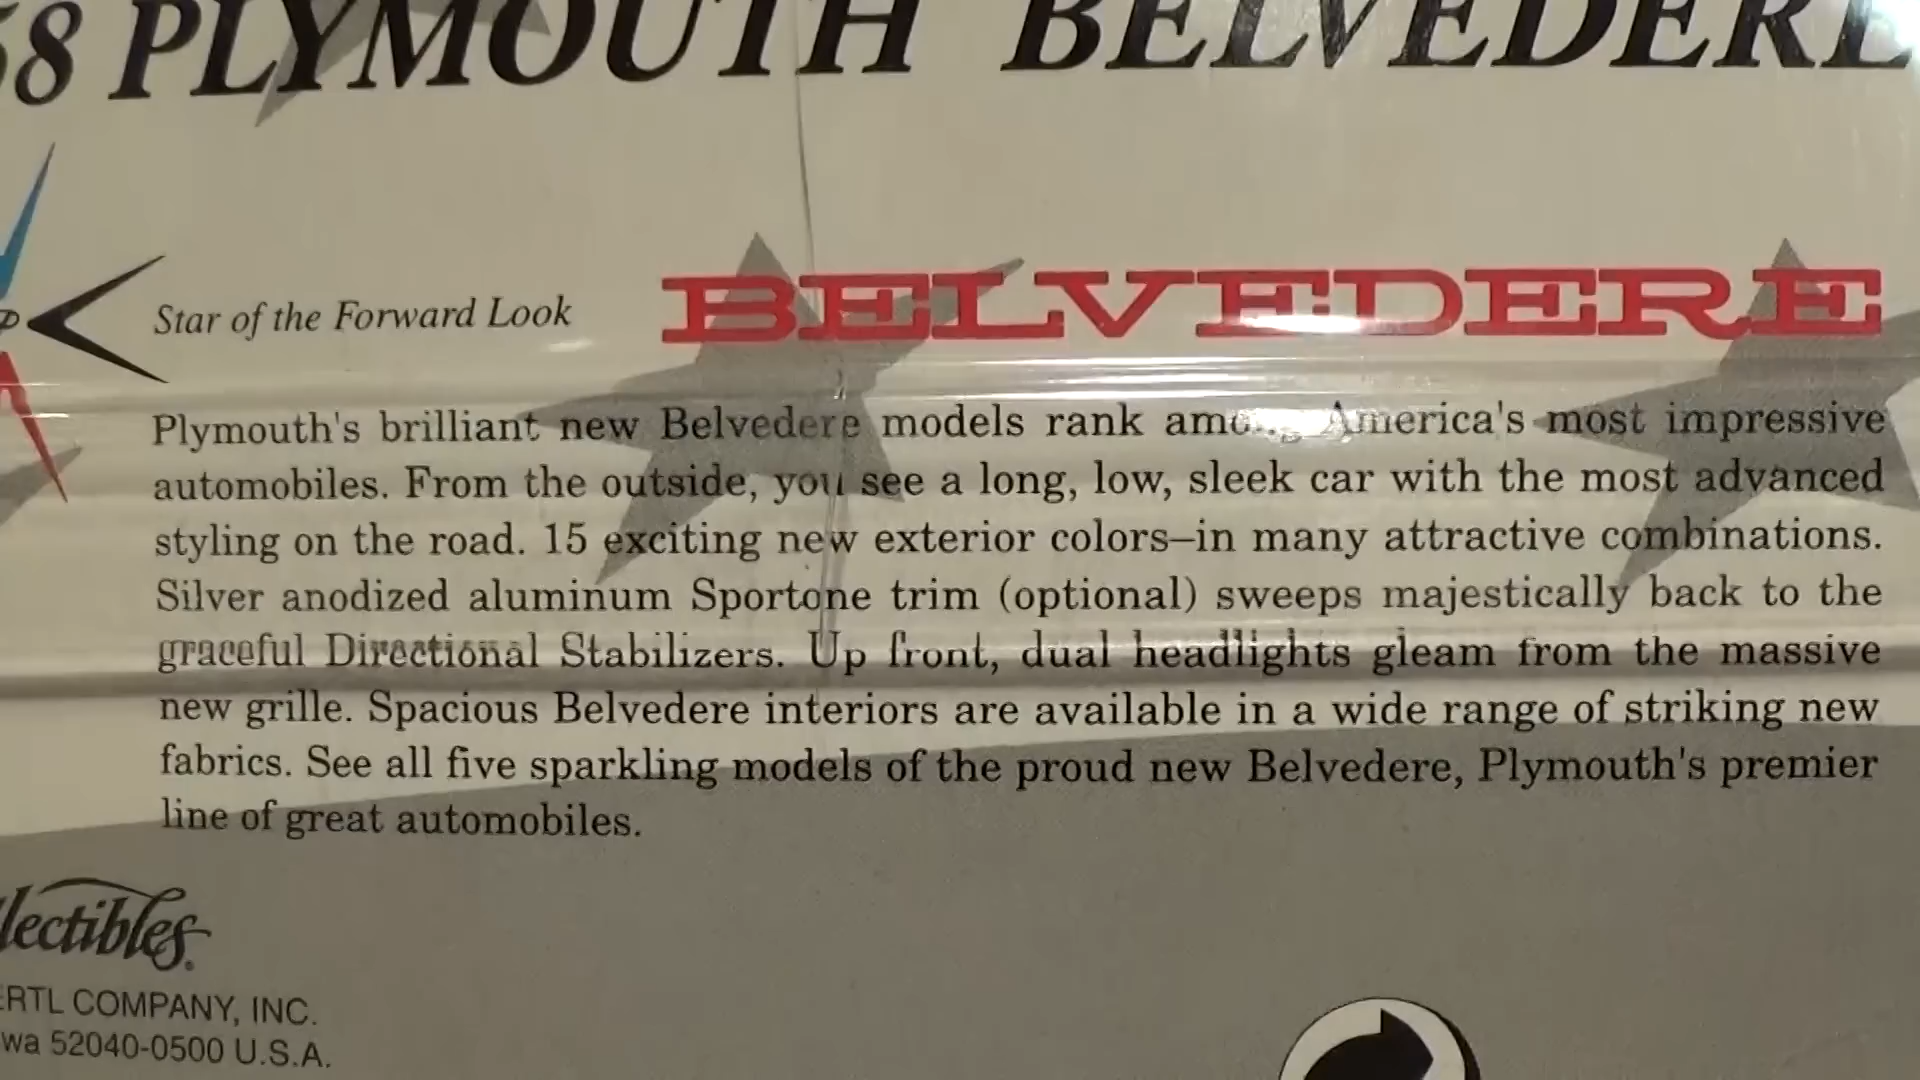 58 PLYMOUTH BELVEDERE
Star of the Forward Look BELVEDERE
Plymouth's brilliant new Belvedere models rank among America's most impressive
automobiles. From the outside, you see a long, low, sleek car with the most advanced
styling on the road. 15 exciting new exterior colors–in many attractive combinations.
Silver anodized aluminum Sportone trim (optional) sweeps majestically back to the
graceful Directional Stabilizers. Up front, dual headlights gleam from the massive
new grille. Spacious Belvedere interiors are available in a wide range of striking new
fabrics. See all five sparkling models of the proud new Belvedere, Plymouth's premier
line of great automobiles.
lectibles®
ERTL COMPANY, INC.
wa 52040-0500 U.S.A.